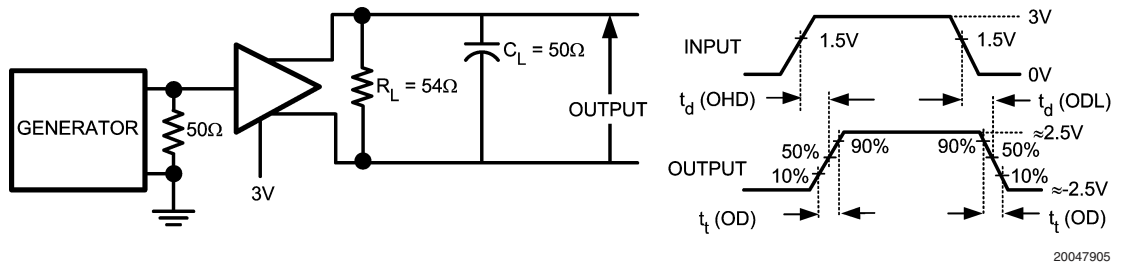 GENERATOR
50Ω
3V
R_L = 54Ω
C_L = 50Ω
OUTPUT
INPUT
1.5V
1.5V
3V
0V
t_d (OHD)
t_d (ODL)
OUTPUT
50%
10%
90%
90%
50%
10%
≈2.5V
≈-2.5V
t_t (OD)
t_t (OD)
20047905